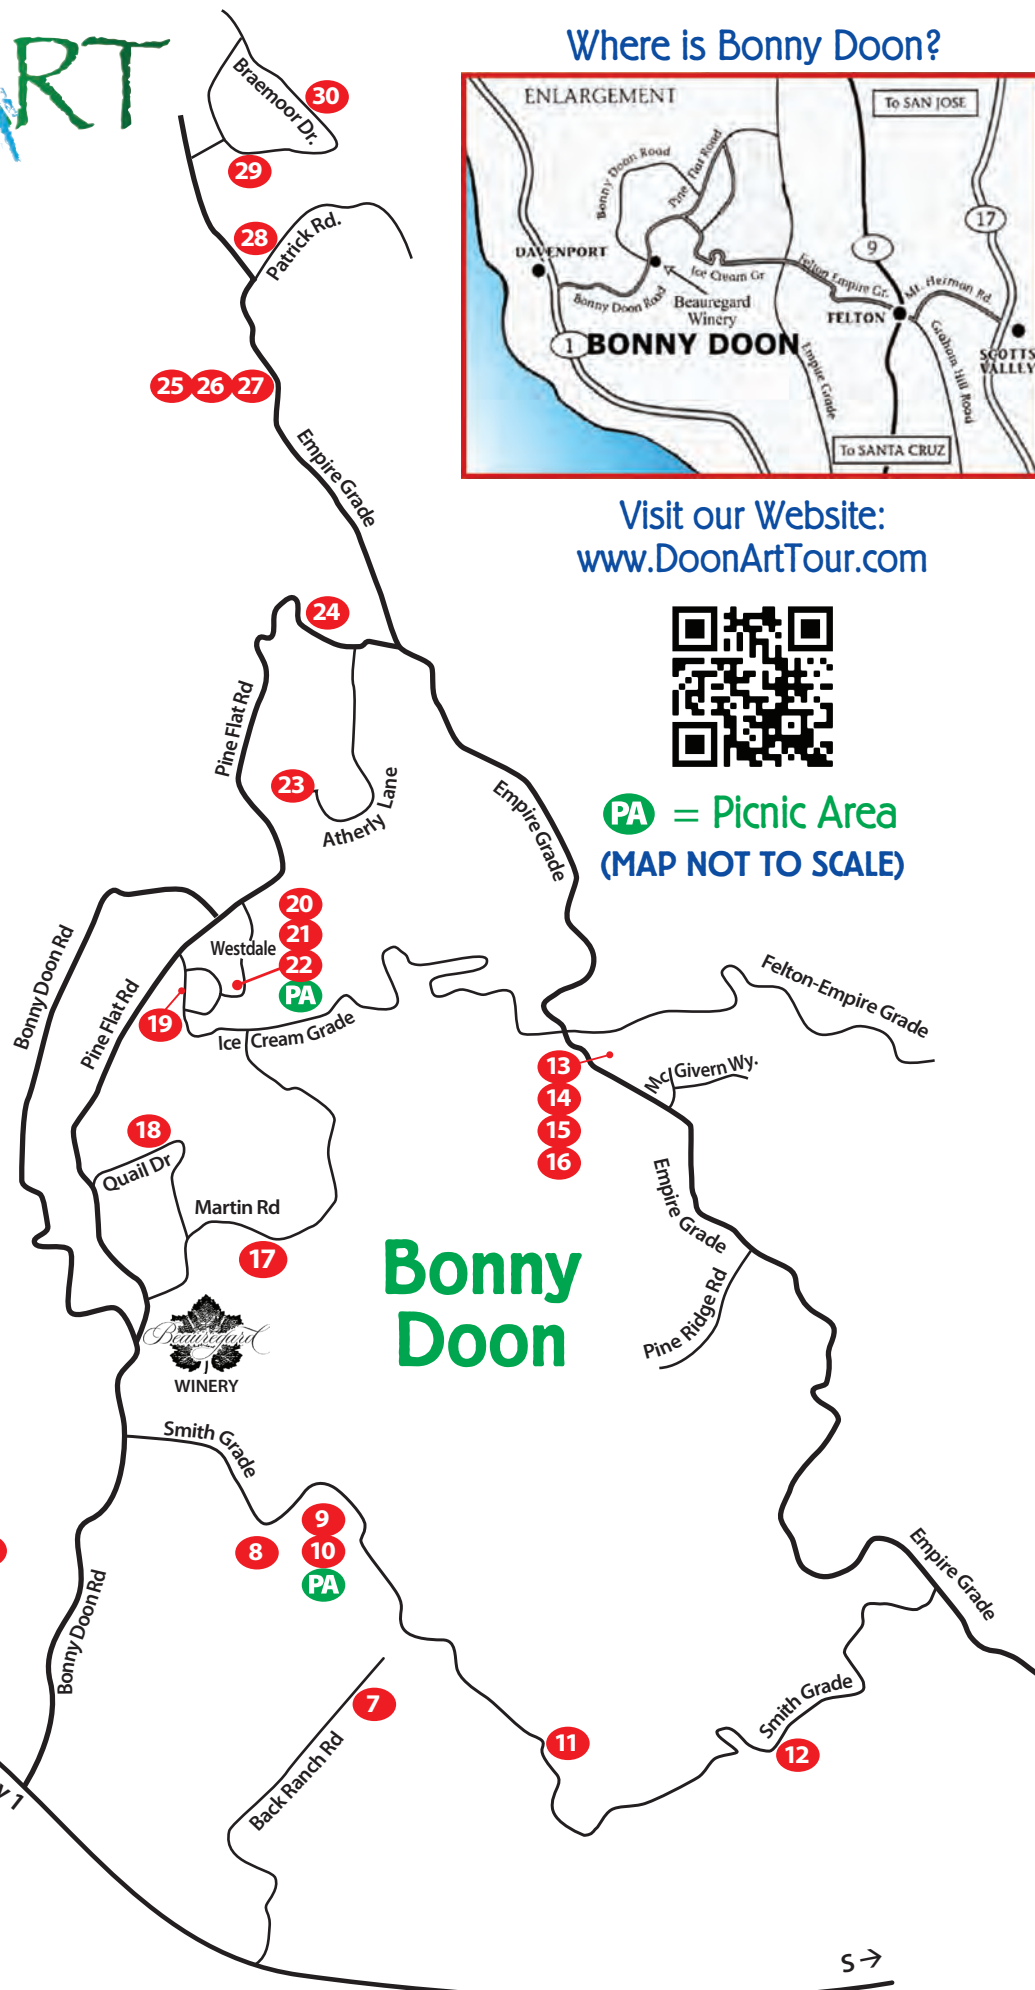 ART
Where is Bonny Doon?
ENLARGEMENT
To SAN JOSE
Bonny Doon Road
Pine Flat Road
17
9
DAVENPORT
Ice Cream Gr
Felton Empire Gr.
Mt. Herman Rd.
Bonny Doon Road
Beauregard
Winery
FELTON
1
BONNY DOON
Empire Grade
Graham Hill Road
SCOTTS
VALLEY
To SANTA CRUZ
Visit our Website:
www.DoonArtTour.com
PA = Picnic Area
(MAP NOT TO SCALE)
Braemoor Dr.
30
29
28
Patrick Rd.
25 26 27
Empire Grade
24
Pine Flat Rd
23
Atherly Lane
Empire Grade
20
21
22
PA
Westdale
Bonny Doon Rd
Pine Flat Rd
19
Ice Cream Grade
Felton-Empire Grade
13
14
15
16
Mc Givern Wy.
18
Quail Dr
Martin Rd
17
Empire Grade
Pine Ridge Rd
Bonny
Doon
Beauregard
WINERY
Smith Grade
8
9
10
PA
Bonny Doon Rd
Empire Grade
7
Back Ranch Rd
11
Smith Grade
12
y 1
S →